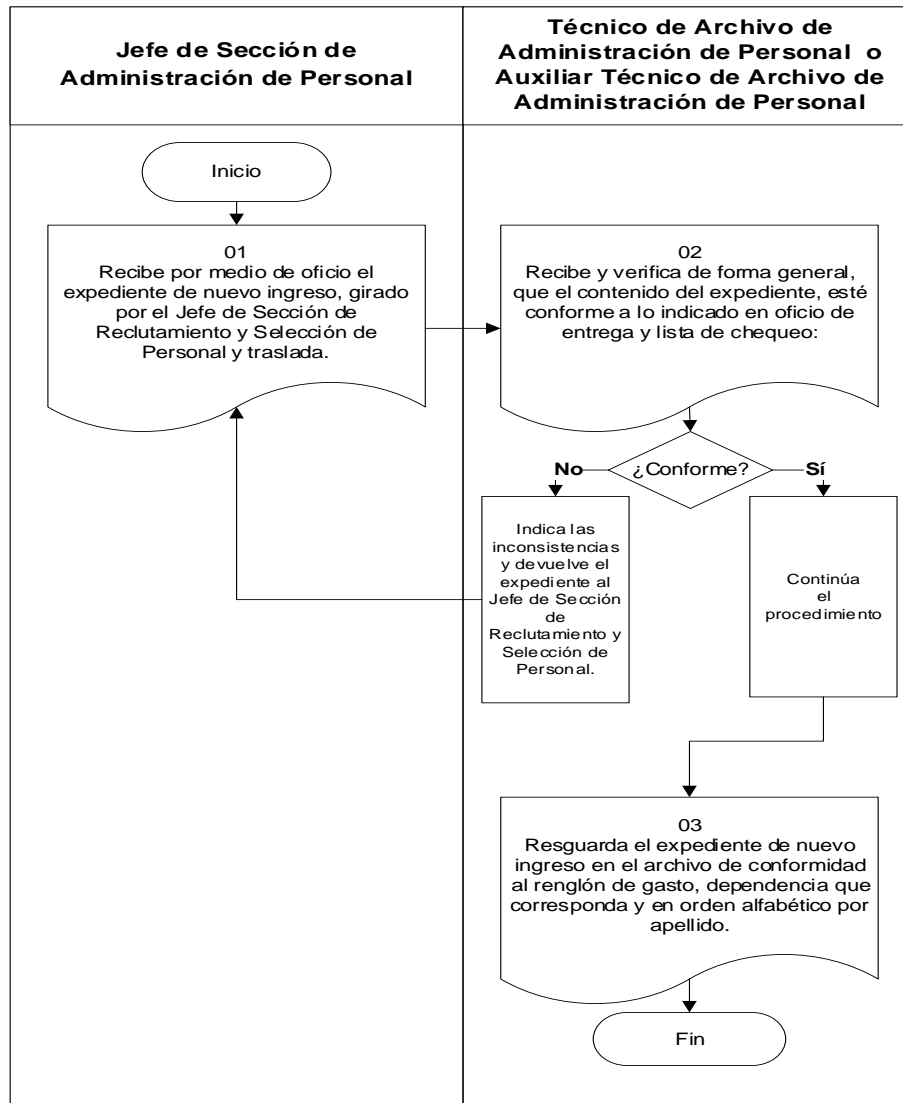 Jefe de Sección de
Administración de Personal
Técnico de Archivo de
Administración de Personal o
Auxiliar Técnico de Archivo de
Administración de Personal
Inicio
01
Recibe por medio de oficio el
expediente de nuevo ingreso, girado
por el Jefe de Sección de
Reclutamiento y Selección de
Personal y traslada.
02
Recibe y verifica de forma general,
que el contenido del expediente, esté
conforme a lo indicado en oficio de
entrega y lista de chequeo:
¿Conforme?
No
Sí
Indica las
inconsistencias
y devuelve el
expediente al
Jefe de Sección
de
Reclutamiento y
Selección de
Personal.
Continúa
el
procedimiento
03
Resguarda el expediente de nuevo
ingreso en el archivo de conformidad
al renglón de gasto, dependencia que
corresponda y en orden alfabético por
apellido.
Fin